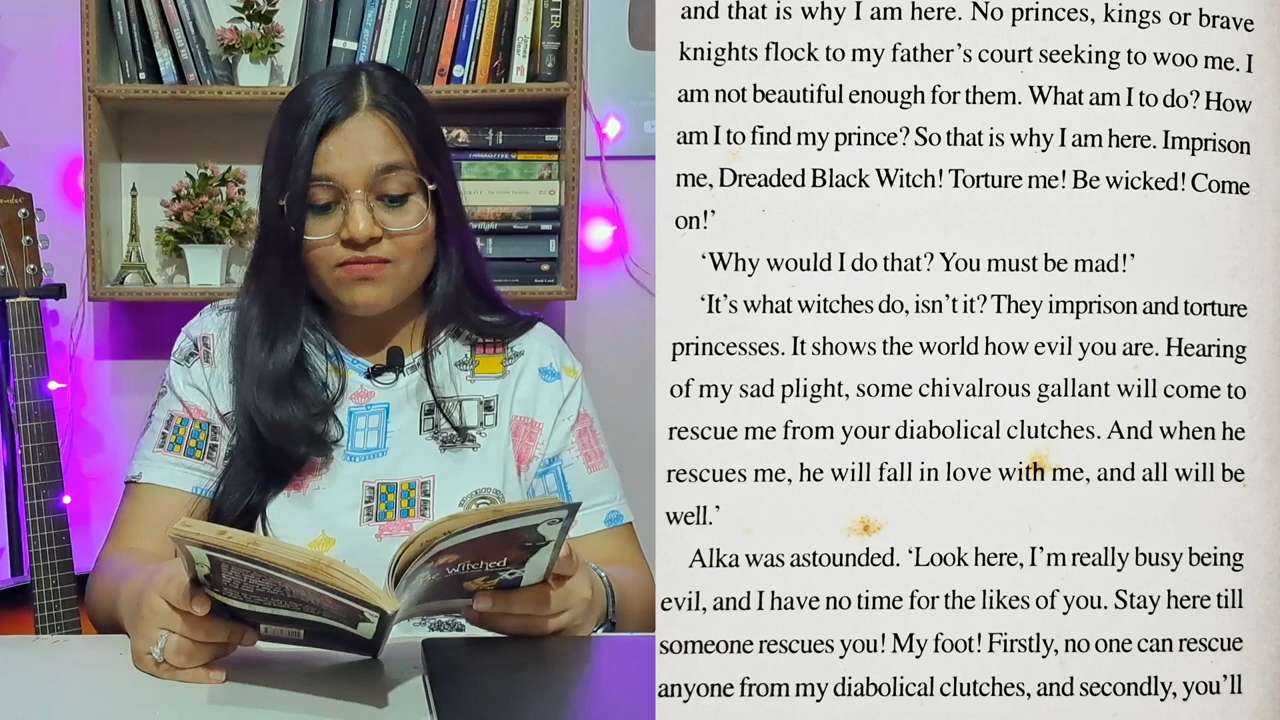 James
Clear
TTER
FAMOUS FIVE
Twilight
ender
Witched
and that is why I am here. No princes, kings or brave
knights flock to my father’s court seeking to woo me. I
am not beautiful enough for them. What am I to do? How
am I to find my prince? So that is why I am here. Imprison
me, Dreaded Black Witch! Torture me! Be wicked! Come
on!’
‘Why would I do that? You must be mad!’
‘It’s what witches do, isn’t it? They imprison and torture
princesses. It shows the world how evil you are. Hearing
of my sad plight, some chivalrous gallant will come to
rescue me from your diabolical clutches. And when he
rescues me, he will fall in love with me, and all will be
well.’
Alka was astounded. ‘Look here, I’m really busy being
evil, and I have no time for the likes of you. Stay here till
someone rescues you! My foot! Firstly, no one can rescue
anyone from my diabolical clutches, and secondly, you’ll